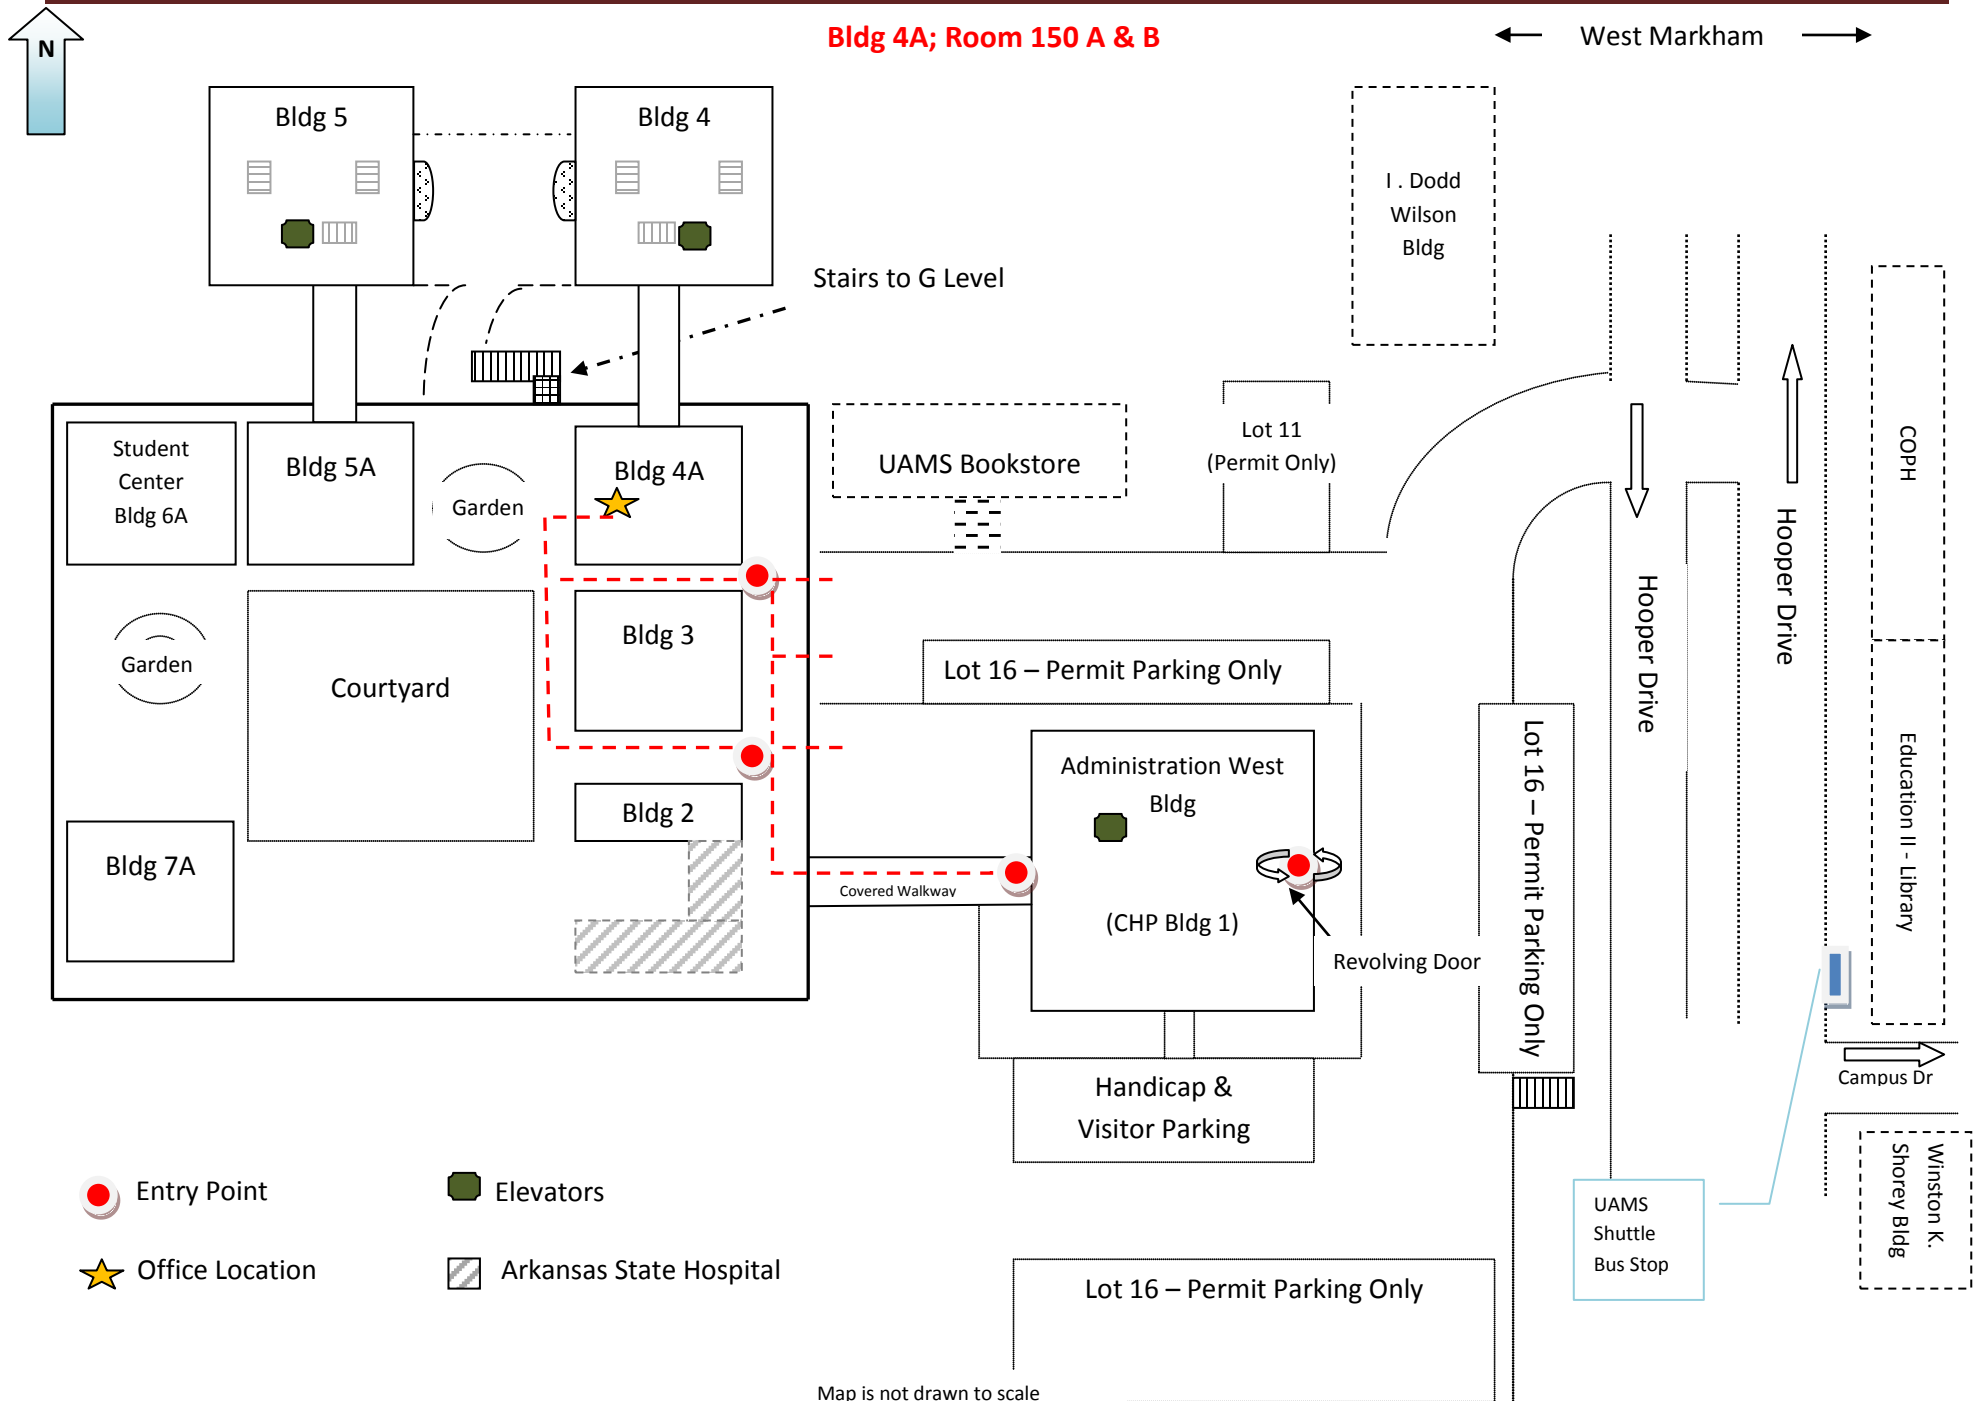 N
Bldg 4A; Room 150 A & B
West Markham
Bldg 5
Bldg 4
I . Dodd
Wilson
Bldg
Stairs to G Level
Student
Center
Bldg 6A
Bldg 5A
Garden
Bldg 4A
UAMS Bookstore
Lot 11
(Permit Only)
COPH
Hooper Drive
Hooper Drive
Garden
Courtyard
Bldg 3
Lot 16 – Permit Parking Only
Lot 16 – Permit Parking Only
Education II - Library
Administration West
Bldg
(CHP Bldg 1)
Bldg 2
Bldg 7A
Covered Walkway
Revolving Door
Campus Dr
Handicap &
Visitor Parking
Winston K.
Shorey Bldg
Entry Point
Elevators
UAMS
Shuttle
Bus Stop
Office Location
Arkansas State Hospital
Lot 16 – Permit Parking Only
Map is not drawn to scale